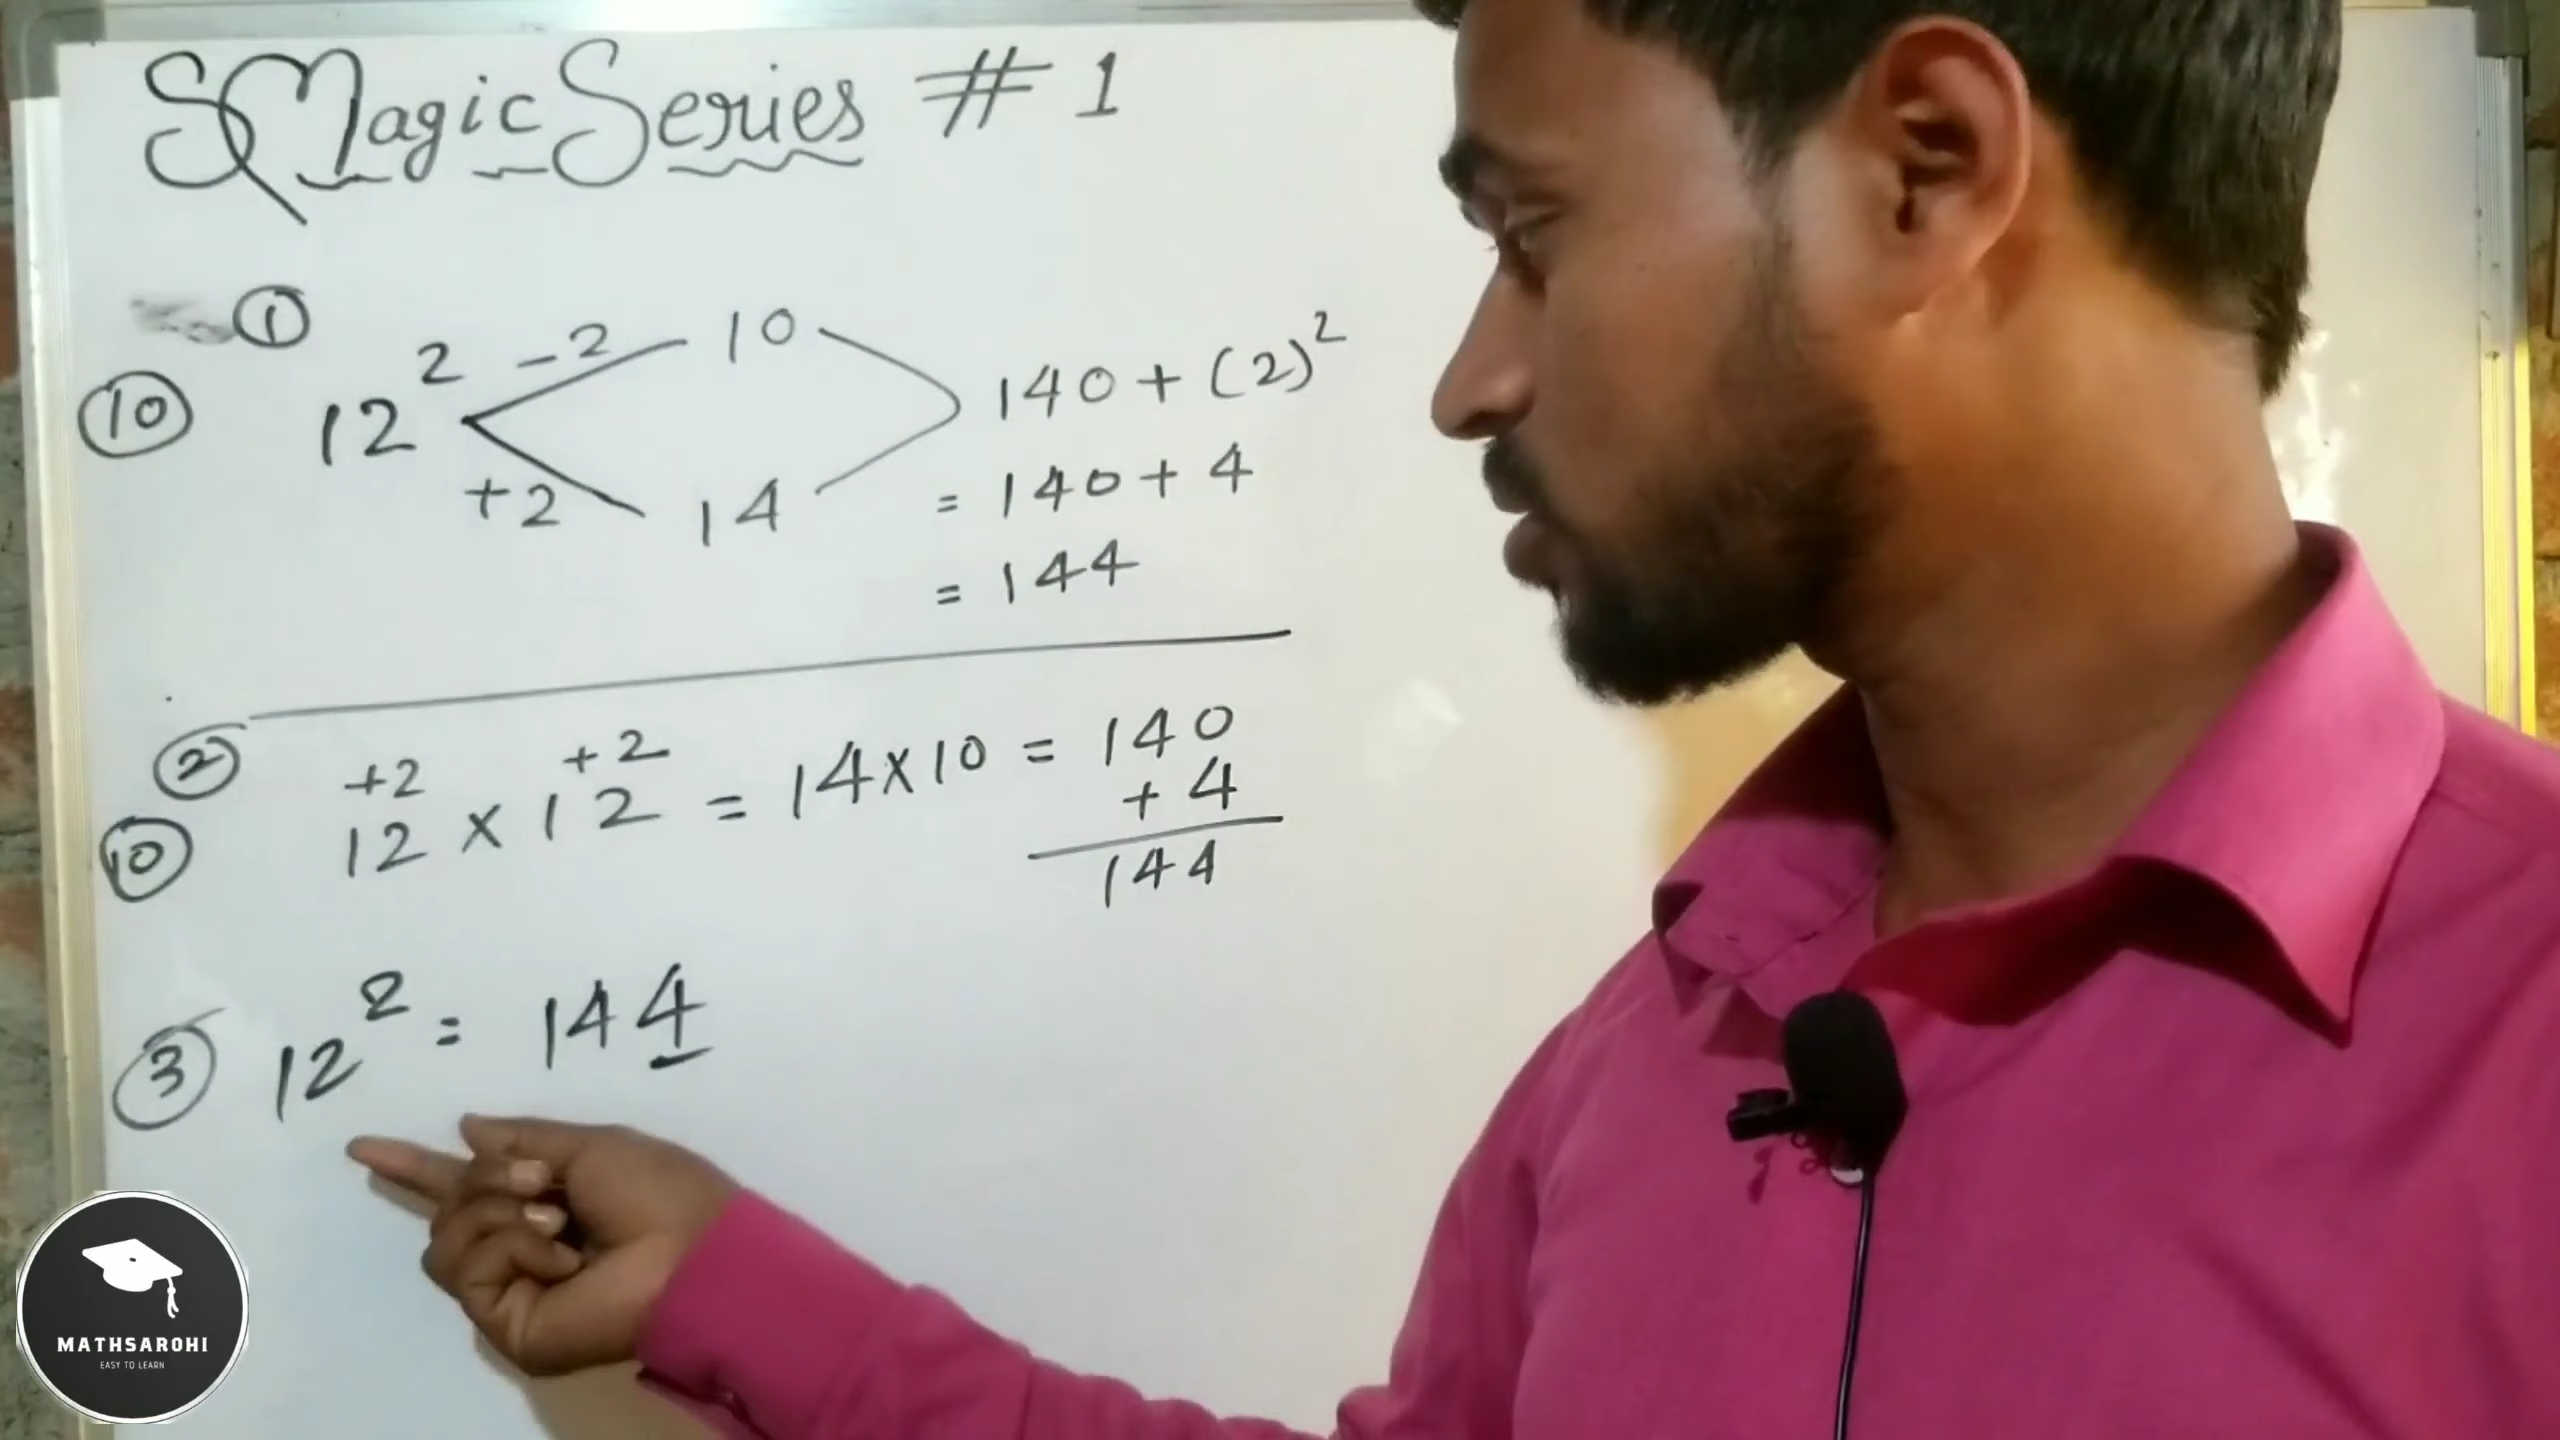 Magic Series # 1
①
⑩ 12² -2 10
+2 14
140 + (2)²
= 140 + 4
= 144
②
+2 +2
⑩ 12 x 12 = 14 x 10 = 140
+ 4
144
③ 12² = 144
MATHSAROHI
EASY TO LEARN